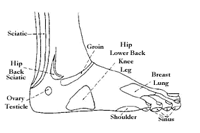 Sciatic
Groin
Hip
Lower Back
Knee
Leg
Hip
Back
Sciatic
Breast
Lung
Ovary
Testicle
Shoulder
Sinus